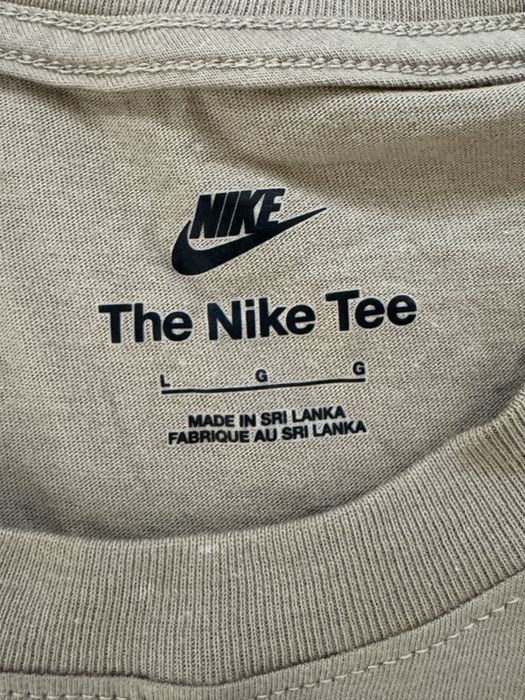 NIKE
The Nike Tee
L G G
MADE IN SRI LANKA
FABRIQUE AU SRI LANKA